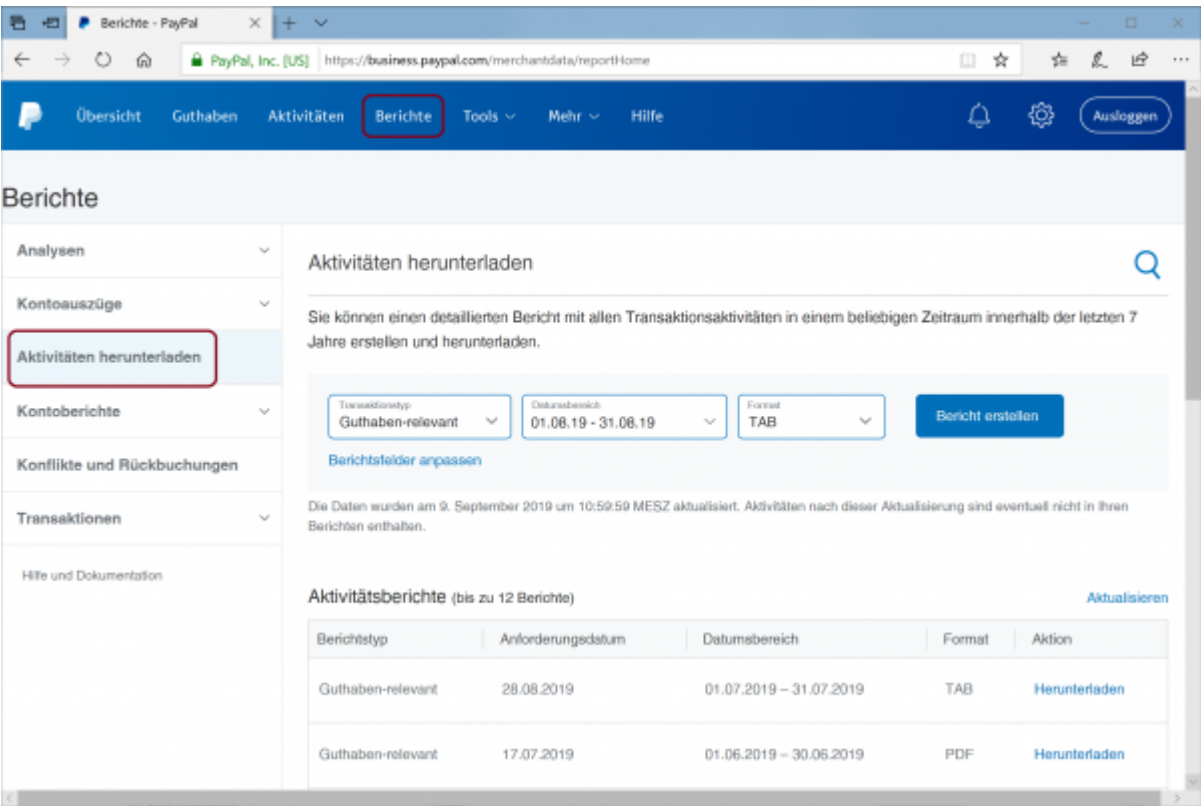 Berichte - PayPal
PayPal, Inc. [US] https://business.paypal.com/merchantdata/reportHome
Übersicht Guthaben Aktivitäten Berichte Tools Mehr Hilfe Ausloggen
Berichte
Analysen
Kontoauszüge
Aktivitäten herunterladen
Kontoberichte
Konflikte und Rückbuchungen
Transaktionen
Hilfe und Dokumentation
Aktivitäten herunterladen
Sie können einen detaillierten Bericht mit allen Transaktionsaktivitäten in einem beliebigen Zeitraum innerhalb der letzten 7
Jahre erstellen und herunterladen.
Transaktionstyp Datumsbereich Format
Guthaben-relevant 01.08.19 - 31.08.19 TAB Bericht erstellen
Berichtsfelder anpassen
Die Daten wurden am 9. September 2019 um 10:59:59 MESZ aktualisiert. Aktivitäten nach dieser Aktualisierung sind eventuell nicht in Ihren
Berichten enthalten.
Aktivitätsberichte (bis zu 12 Berichte) Aktualisieren
Berichtstyp Anforderungsdatum Datumsbereich Format Aktion
Guthaben-relevant 28.08.2019 01.07.2019 – 31.07.2019 TAB Herunterladen
Guthaben-relevant 17.07.2019 01.06.2019 – 30.06.2019 PDF Herunterladen